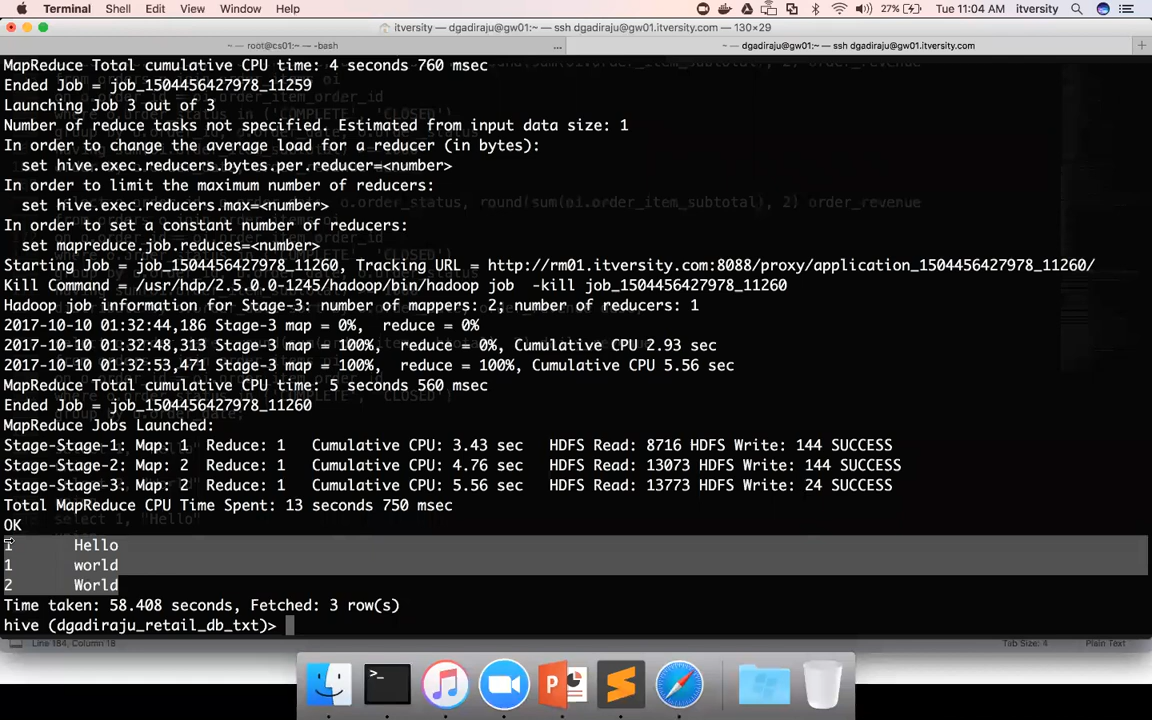 Terminal Shell Edit View Window Help 27% Tue 11:04 AM itversity
itversity — dgadiraju@gw01:~ — ssh dgadiraju@gw01.itversity.com — 130×29
~ — root@cs01:~ — -bash ... ~ — dgadiraju@gw01:~ — ssh dgadiraju@gw01.itversity.com
MapReduce Total cumulative CPU time: 4 seconds 760 msec
Ended Job = job_1504456427978_11259
Launching Job 3 out of 3
Number of reduce tasks not specified. Estimated from input data size: 1
In order to change the average load for a reducer (in bytes):
set hive.exec.reducers.bytes.per.reducer=<number>
In order to limit the maximum number of reducers:
set hive.exec.reducers.max=<number>
In order to set a constant number of reducers:
set mapreduce.job.reduces=<number>
Starting Job = job_1504456427978_11260, Tracking URL = http://rm01.itversity.com:8088/proxy/application_1504456427978_11260/
Kill Command = /usr/hdp/2.5.0.0-1245/hadoop/bin/hadoop job  -kill job_1504456427978_11260
Hadoop job information for Stage-3: number of mappers: 2; number of reducers: 1
2017-10-10 01:32:44,186 Stage-3 map = 0%,  reduce = 0%
2017-10-10 01:32:48,313 Stage-3 map = 100%,  reduce = 0%, Cumulative CPU 2.93 sec
2017-10-10 01:32:53,471 Stage-3 map = 100%,  reduce = 100%, Cumulative CPU 5.56 sec
MapReduce Total cumulative CPU time: 5 seconds 560 msec
Ended Job = job_1504456427978_11260
MapReduce Jobs Launched:
Stage-Stage-1: Map: 1  Reduce: 1   Cumulative CPU: 3.43 sec   HDFS Read: 8716 HDFS Write: 144 SUCCESS
Stage-Stage-2: Map: 2  Reduce: 1   Cumulative CPU: 4.76 sec   HDFS Read: 13073 HDFS Write: 144 SUCCESS
Stage-Stage-3: Map: 2  Reduce: 1   Cumulative CPU: 5.56 sec   HDFS Read: 13773 HDFS Write: 24 SUCCESS
Total MapReduce CPU Time Spent: 13 seconds 750 msec
OK
1 Hello
1 world
2 World
Time taken: 58.408 seconds, Fetched: 3 row(s)
hive (dgadiraju_retail_db_txt)>
Line 184, Column 18 Tab Size: 4 Plain Text